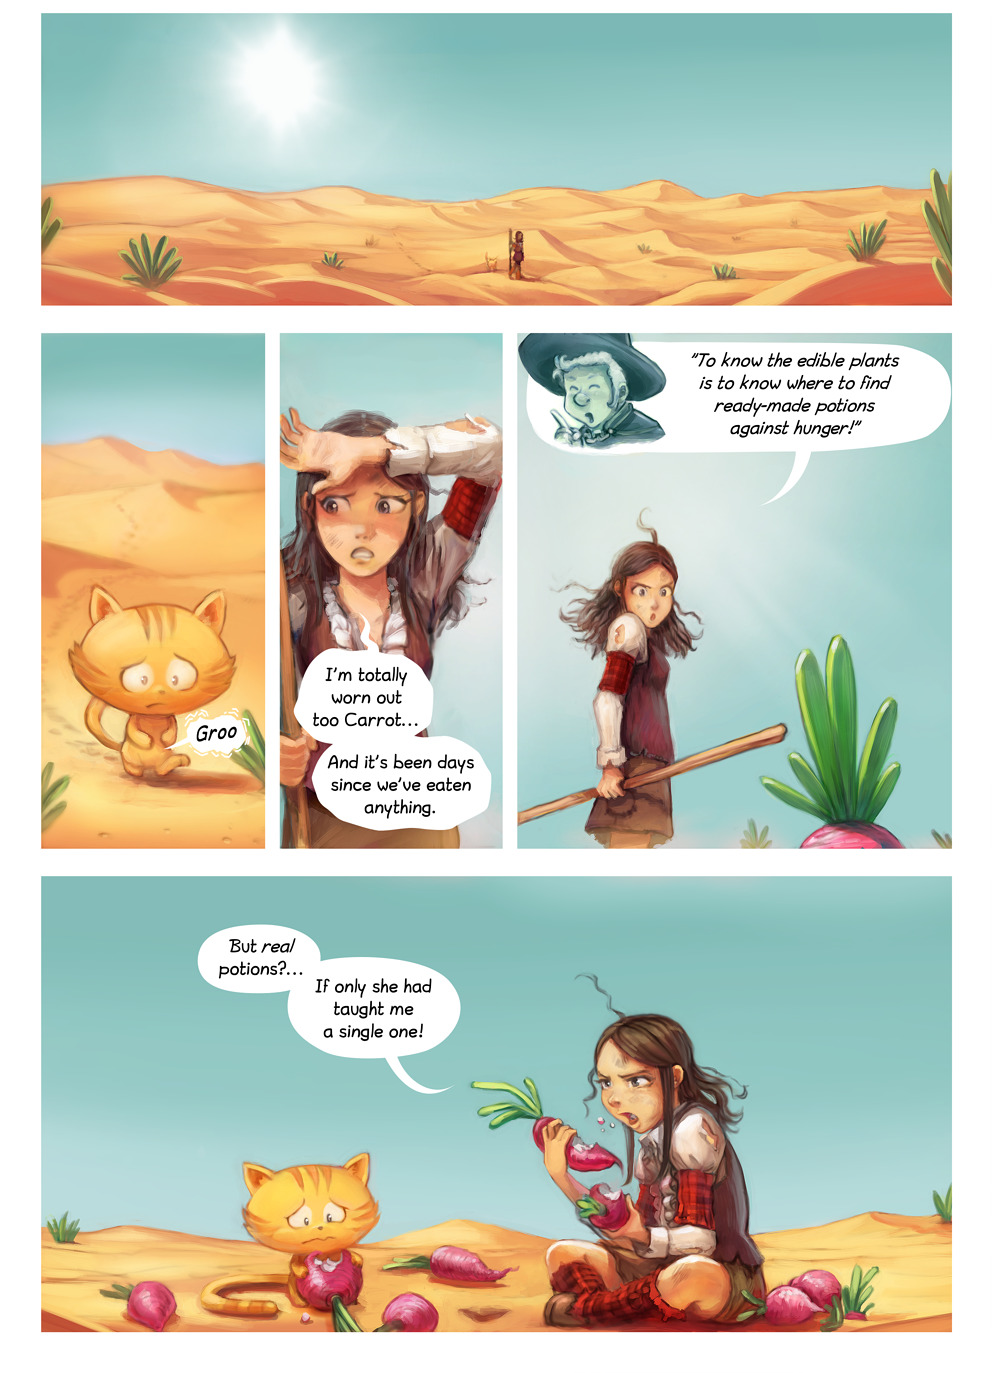 Groo
I'm totally
worn out
too Carrot...
And it's been days
since we've eaten
anything.
"To know the edible plants
is to know where to find
ready-made potions
against hunger!"
But real
potions?...
If only she had
taught me
a single one!